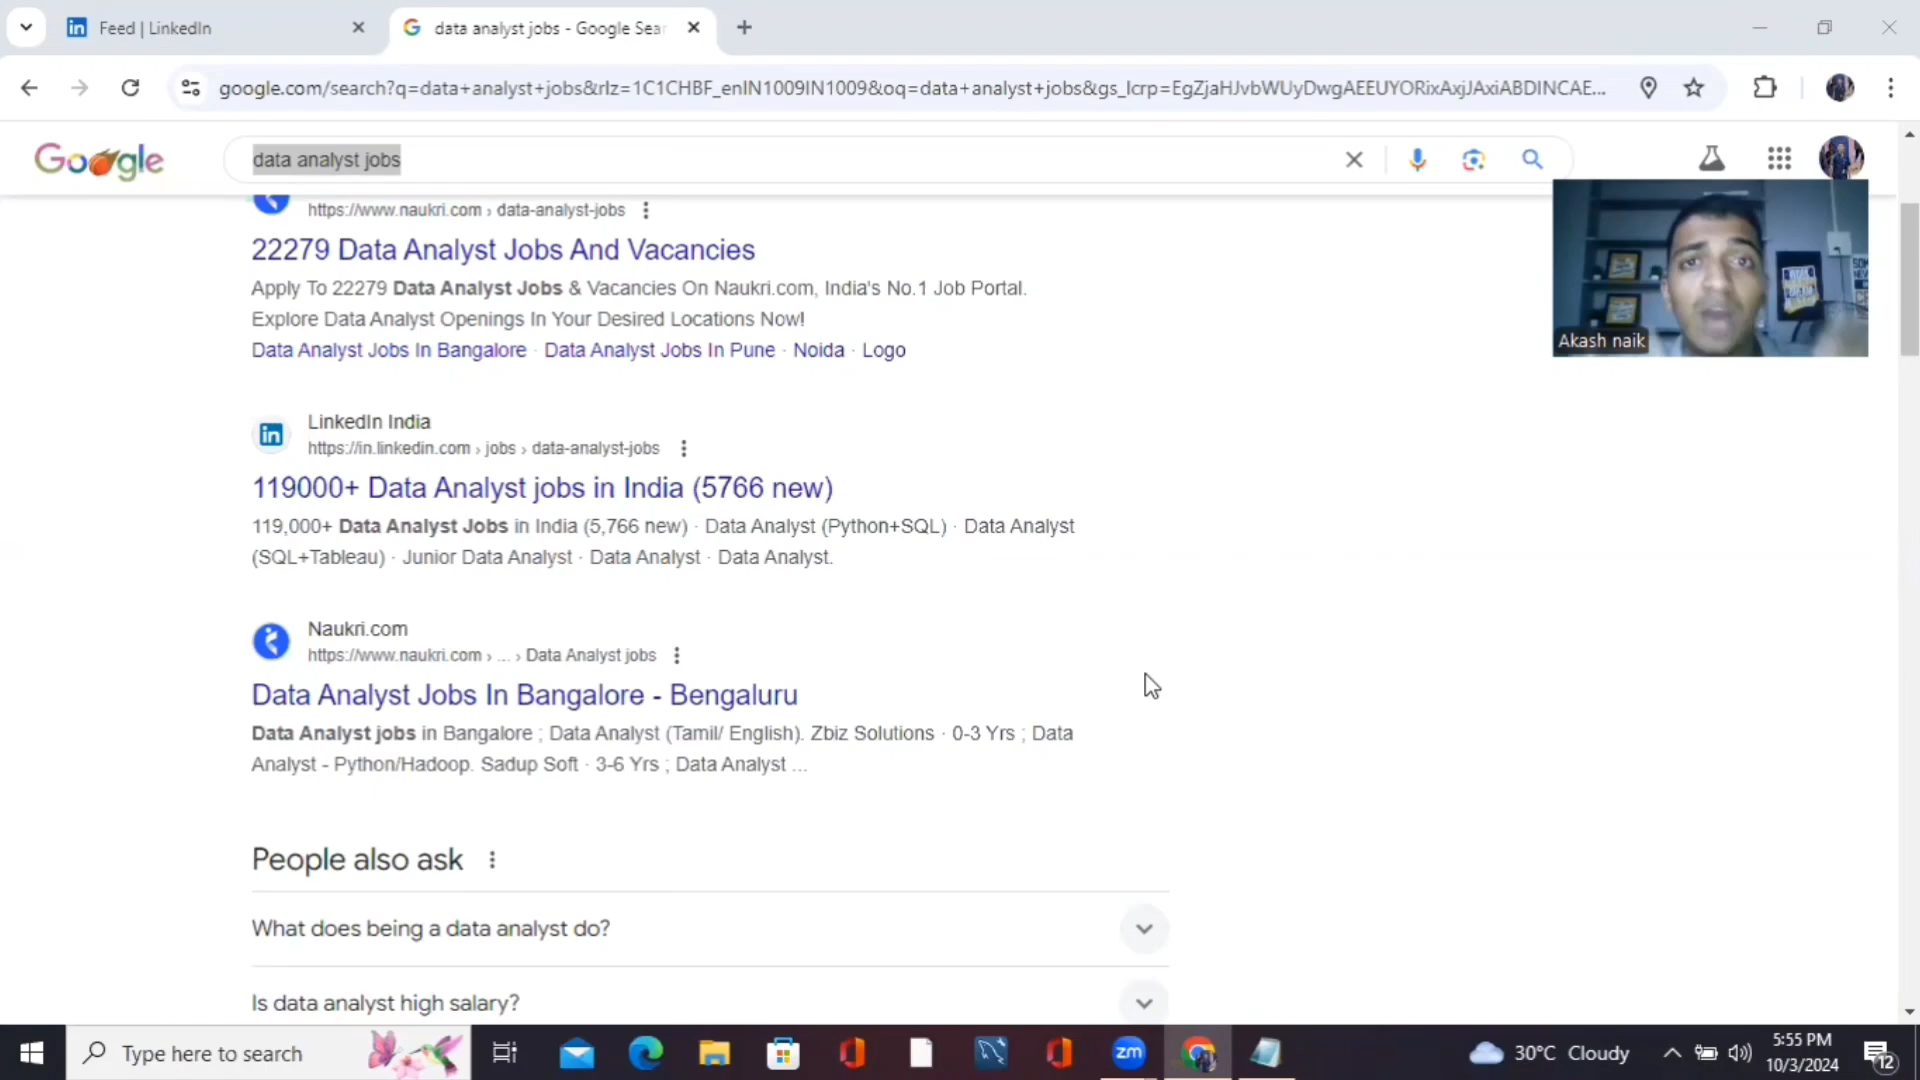 Feed | LinkedIn
data analyst jobs - Google Sear
google.com/search?q=data+analyst+jobs&rlz=1C1CHBF_enIN1009IN1009&oq=data+analyst+jobs&gs_lcrp=EgZjaHJvbWUyDwgAEEUYORixAxjJAxiABDINCAE...
Google
data analyst jobs
https://www.naukri.com › data-analyst-jobs
22279 Data Analyst Jobs And Vacancies
Apply To 22279 Data Analyst Jobs & Vacancies On Naukri.com, India's No.1 Job Portal.
Explore Data Analyst Openings In Your Desired Locations Now!
Data Analyst Jobs In Bangalore · Data Analyst Jobs In Pune · Noida · Logo
Akash naik
LinkedIn India
https://in.linkedin.com › jobs › data-analyst-jobs
119000+ Data Analyst jobs in India (5766 new)
119,000+ Data Analyst Jobs in India (5,766 new) · Data Analyst (Python+SQL) · Data Analyst
(SQL+Tableau) · Junior Data Analyst · Data Analyst · Data Analyst.
Naukri.com
https://www.naukri.com › ... › Data Analyst jobs
Data Analyst Jobs In Bangalore - Bengaluru
Data Analyst jobs in Bangalore ; Data Analyst (Tamil/ English). Zbiz Solutions · 0-3 Yrs ; Data
Analyst - Python/Hadoop. Sadup Soft · 3-6 Yrs ; Data Analyst ...
People also ask
What does being a data analyst do?
Is data analyst high salary?
Type here to search
zm
30°C Cloudy
5:55 PM
10/3/2024
12